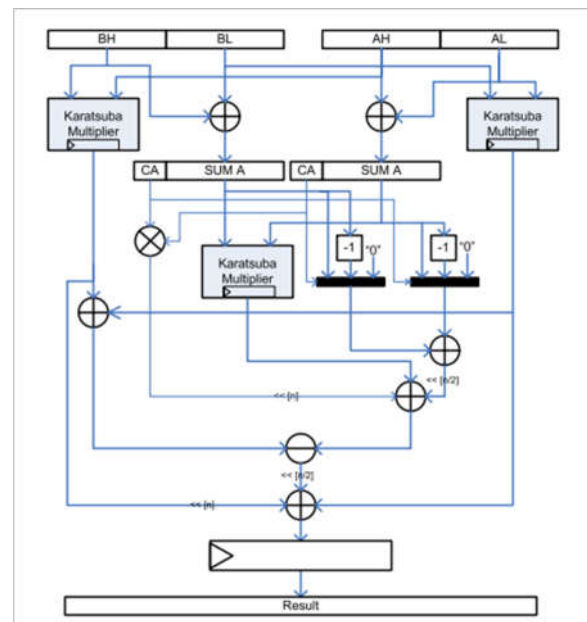 BH BL AH AL
Karatsuba
Multiplier
Karatsuba
Multiplier
CA SUM A CA SUM A
-1 "0" -1 "0"
Karatsuba
Multiplier
<< [n/2]
<< [n]
<< [n/2]
<< [n]
Result